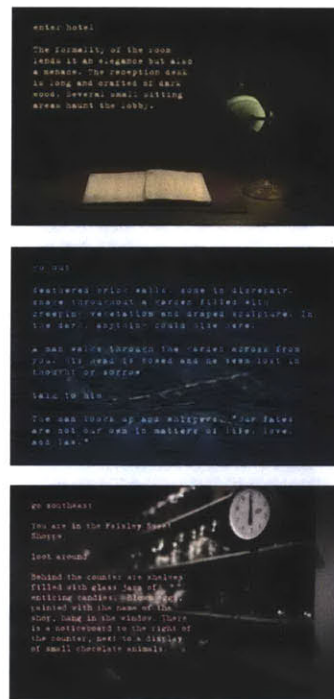 enter hotel
The formality of the room
lends it an elegance but also
a menace. The reception desk
is long and crafted of dark
wood. Several small sitting
areas haunt the lobby.
go out
feathered brick walls, some in disrepair,
snake throughout a garden filled with
creeping vegetation and draped sculpture. In
the dark, anything could hide here.
A man walks through the garden across from
you. His head is bowed and he seems lost in
thought or sorrow.
talk to him
The man looks up and whispers, "Our fates
are not our own in matters of life, love,
and law."
go southeast
You are in the Paisley Sweet
Shoppe
look around
Behind the counter are shelves
filled with glass jars of
enticing candies.
painted with the name of the
shop, hang in the window. There
is a noticeboard to the right of
the counter, next to a display
of small chocolate animals.